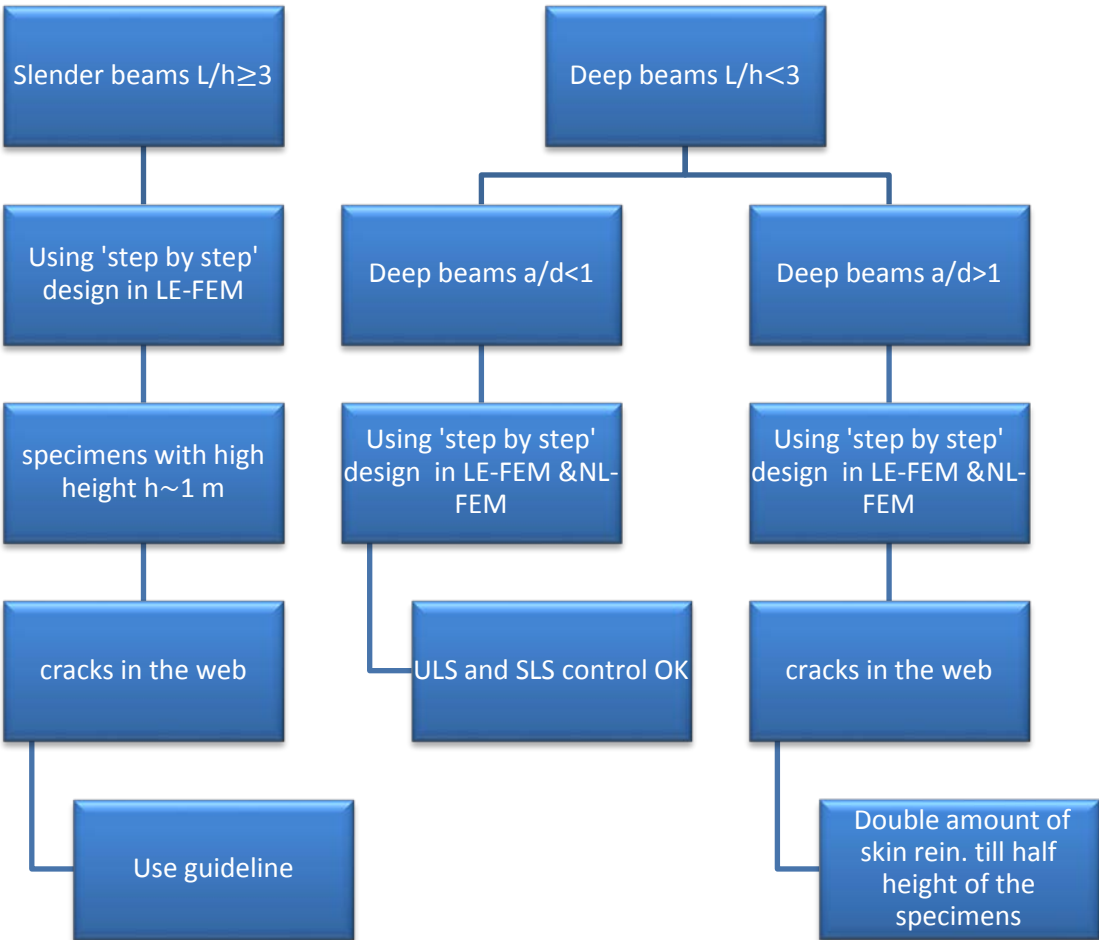 Slender beams L/h≥3
Deep beams L/h<3
Using 'step by step'
design in LE-FEM
Deep beams a/d<1
Deep beams a/d>1
specimens with high
height h~1 m
Using 'step by step'
design  in LE-FEM &NL-
FEM
Using 'step by step'
design  in LE-FEM &NL-
FEM
cracks in the web
ULS and SLS control OK
cracks in the web
Use guideline
Double amount of
skin rein. till half
height of the
specimens